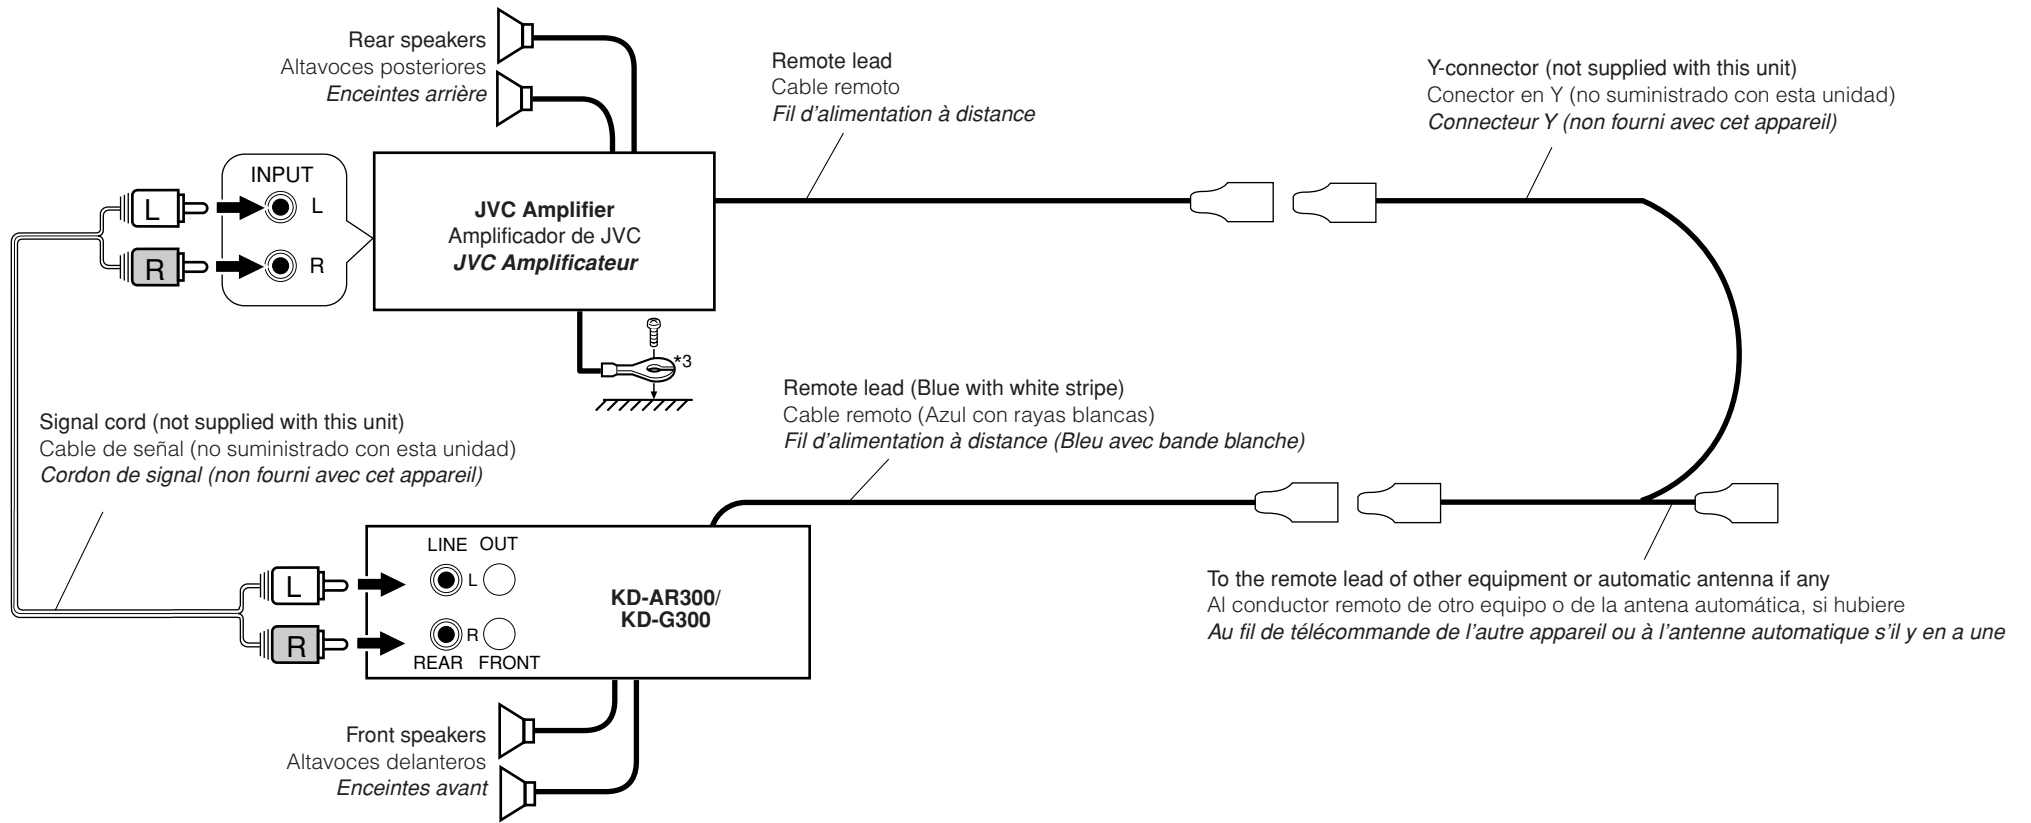 Rear speakers
Altavoces posteriores
Enceintes arrière
Remote lead
Cable remoto
Fil d'alimentation à distance
Y-connector (not supplied with this unit)
Conector en Y (no suministrado con esta unidad)
Connecteur Y (non fourni avec cet appareil)
INPUT
L
L
R
R
JVC Amplifier
Amplificador de JVC
JVC Amplificateur
*3
Remote lead (Blue with white stripe)
Cable remoto (Azul con rayas blancas)
Fil d'alimentation à distance (Bleu avec bande blanche)
Signal cord (not supplied with this unit)
Cable de señal (no suministrado con esta unidad)
Cordon de signal (non fourni avec cet appareil)
LINE OUT
L
L
R
R
REAR FRONT
KD-AR300/
KD-G300
To the remote lead of other equipment or automatic antenna if any
Al conductor remoto de otro equipo o de la antena automática, si hubiere
Au fil de télécommande de l'autre appareil ou à l'antenne automatique s'il y en a une
Front speakers
Altavoces delanteros
Enceintes avant